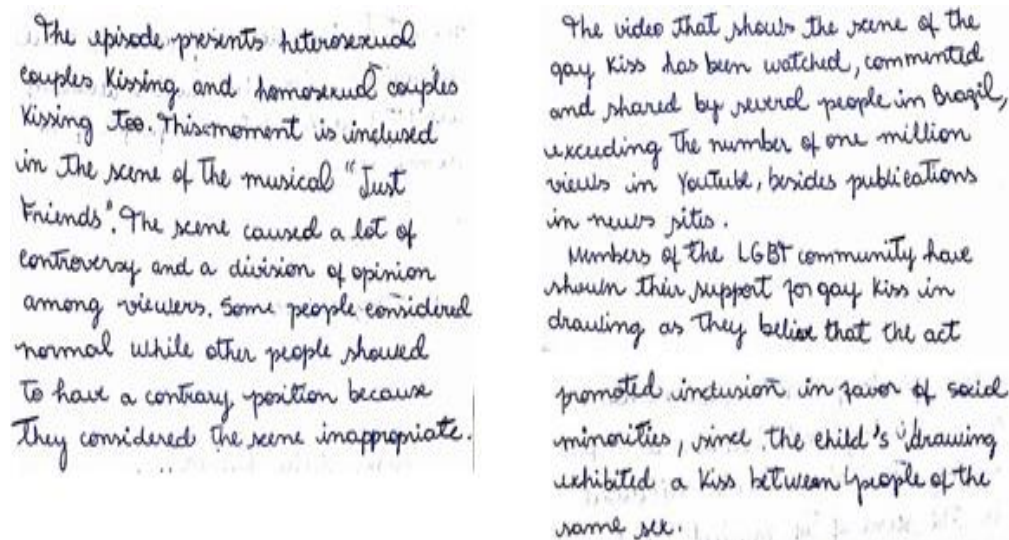 The episode presents heterosexual
couples Kissing and homosexual couples
Kissing too. This moment is inclused
in the scene of the musical "Just
Friends". The scene caused a lot of
controversy and a division of opinion
among viewers. Some people considered
normal while other people showed
to have a contrary position because
they considered the scene inappropriate.
The video that shows the scene of the
gay Kiss has been watched, commented
and shared by several people in Brazil,
exceeding the number of one million
views in Youtube, besides publications
in news sites.
Members of the LGBT community have
shown their support for gay Kiss in
drawing as they belive that the act
promoted inclusion in favor of social
minorities, since the child's drawing
exhibited a Kiss between people of the
same sex.